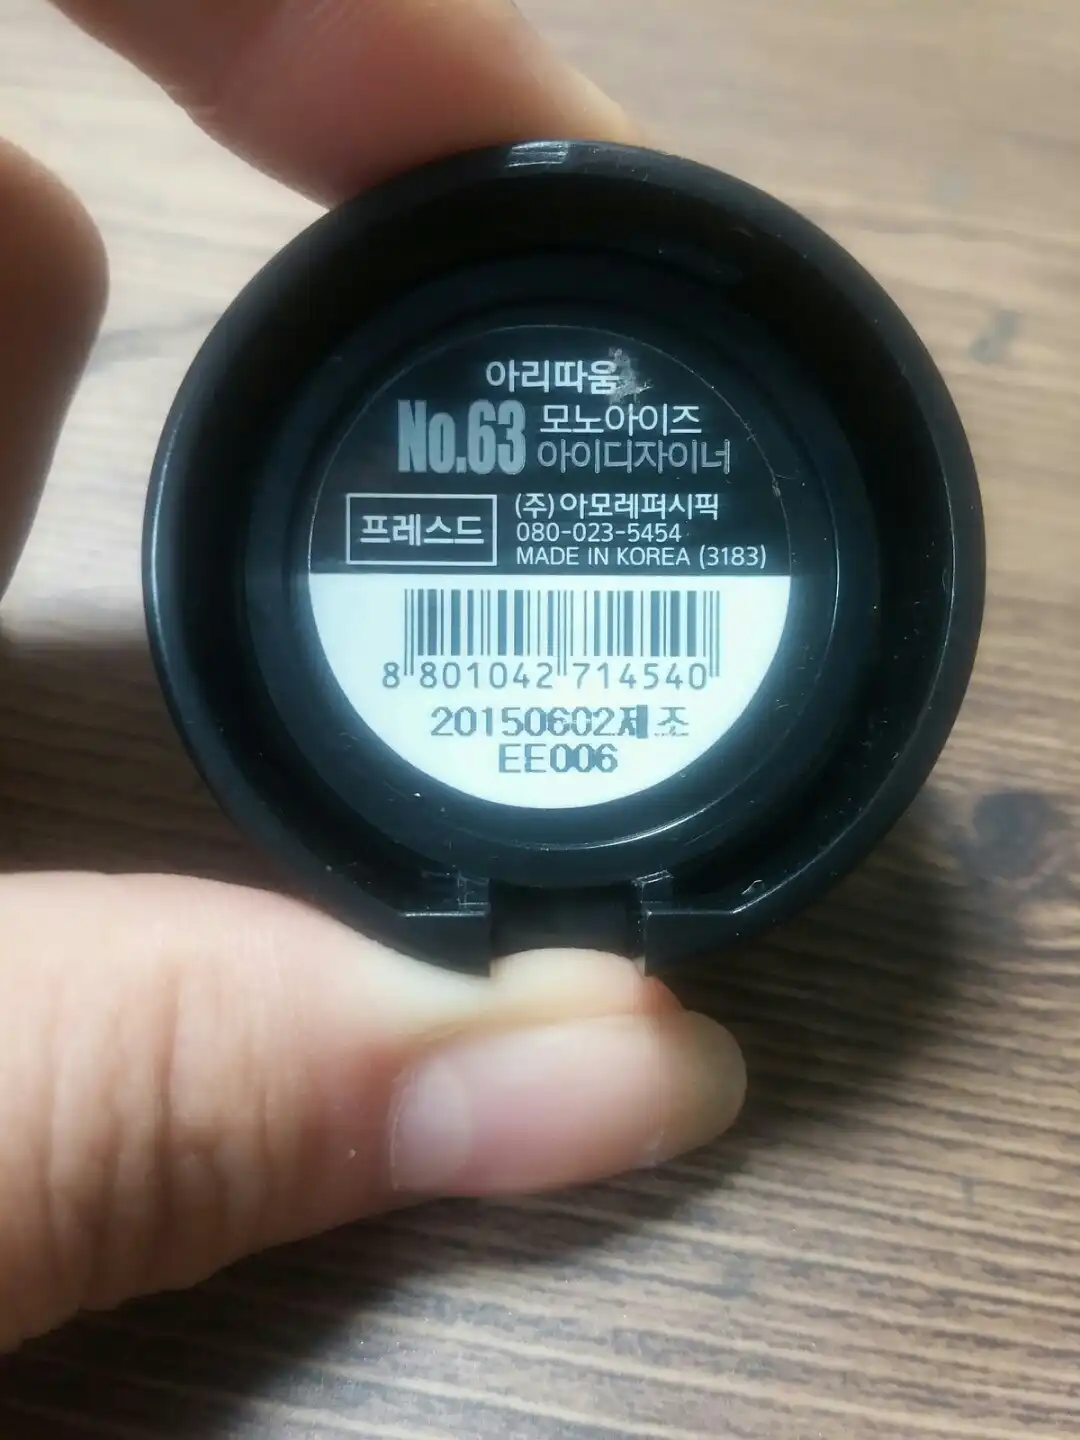 아리따움
No.63 모노아이즈
아이디자이너
프레스드
(주)아모레퍼시픽
080-023-5454
MADE IN KOREA (3183)
8 801042 714540
20150602제조
EE006